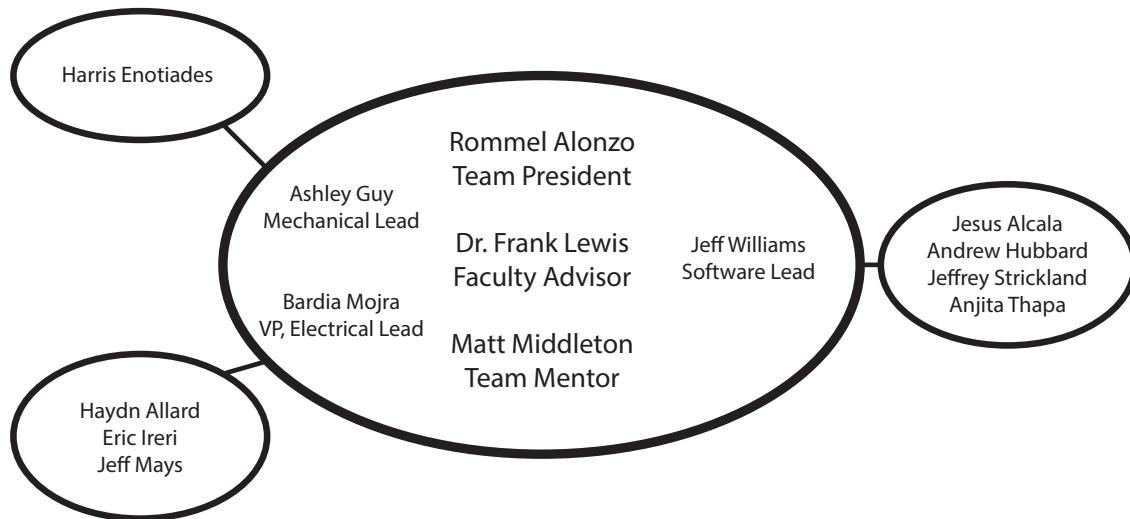 Harris Enotiades
Rommel Alonzo
Team President
Ashley Guy
Mechanical Lead
Dr. Frank Lewis
Faculty Advisor
Jeff Williams
Software Lead
Bardia Mojra
VP, Electrical Lead
Matt Middleton
Team Mentor
Jesus Alcala
Andrew Hubbard
Jeffrey Strickland
Anjita Thapa
Haydn Allard
Eric Ireri
Jeff Mays